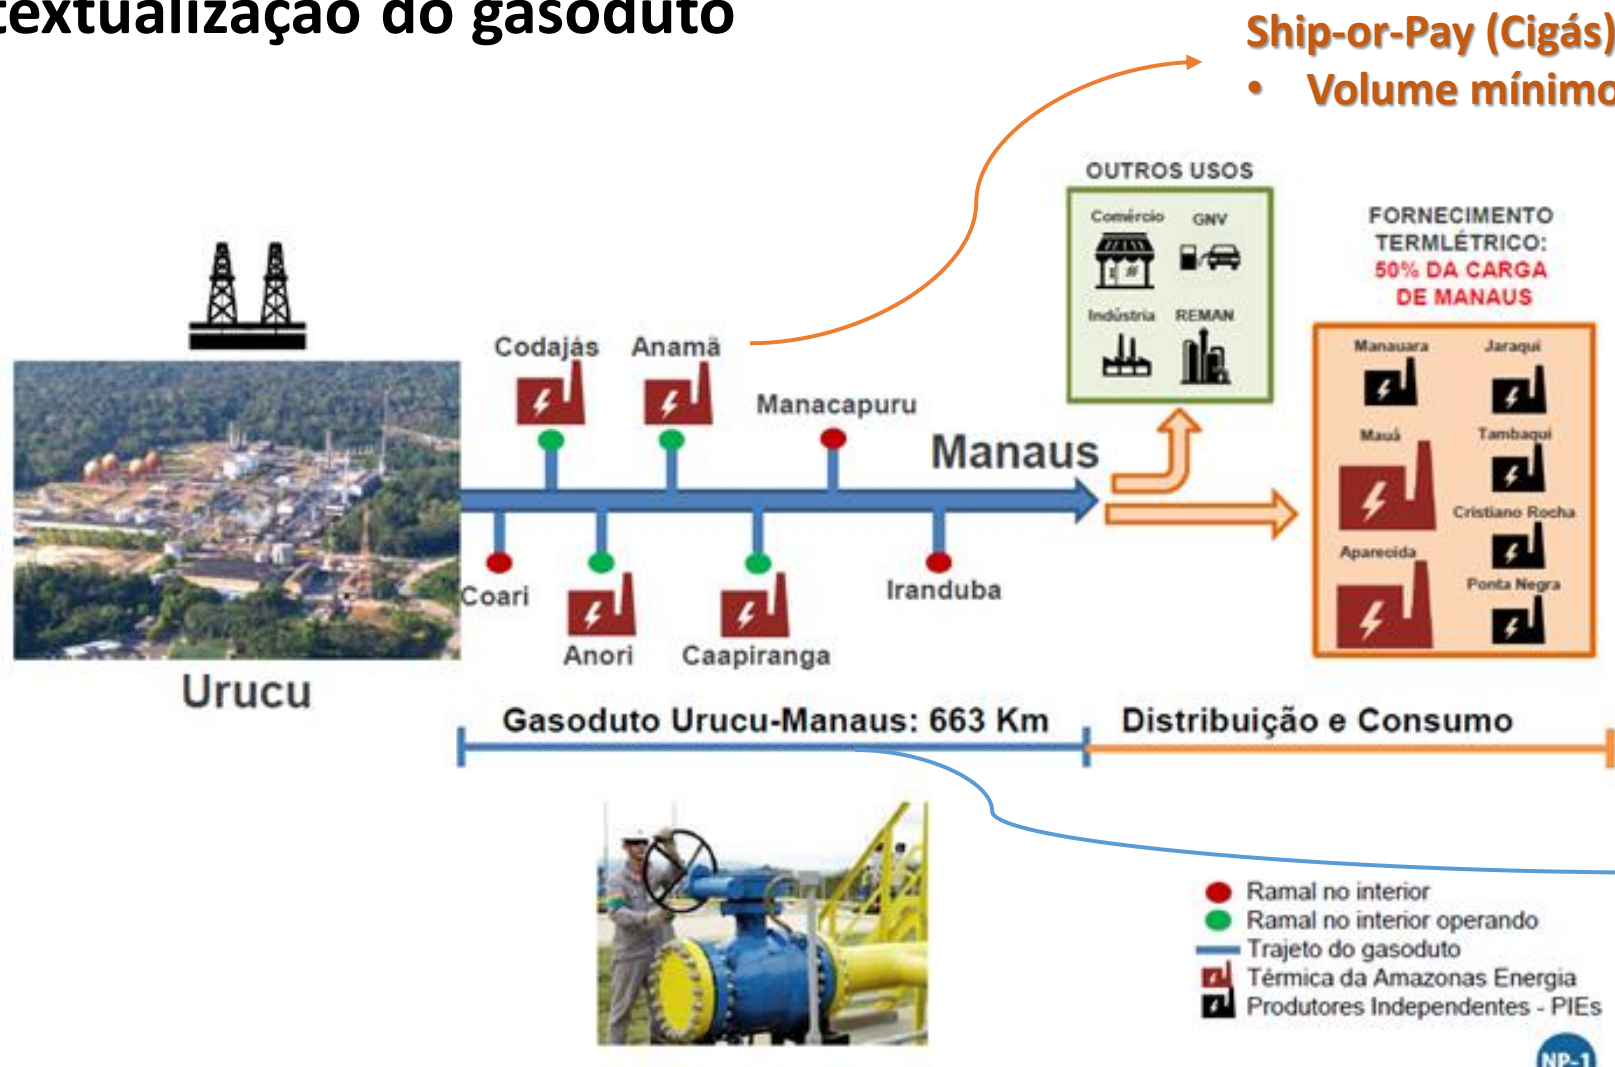 textualização do gasoduto
Ship-or-Pay (Cigás)
• Volume mínimo
OUTROS USOS
Comércio GNV
Indústria REMAN
FORNECIMENTO
TERMLÉTRICO:
50% DA CARGA
DE MANAUS
Manauara Jaraqui
Mauá Tambaqui
Cristiano Rocha
Aparecida
Ponta Negra
Codajás Anamã
Manacapuru
Manaus
Coari
Iranduba
Anori Caapiranga
Urucu
Gasoduto Urucu-Manaus: 663 Km
Distribuição e Consumo
Ramal no interior
Ramal no interior operando
Trajeto do gasoduto
Térmica da Amazonas Energia
Produtores Independentes - PIEs
NP-1